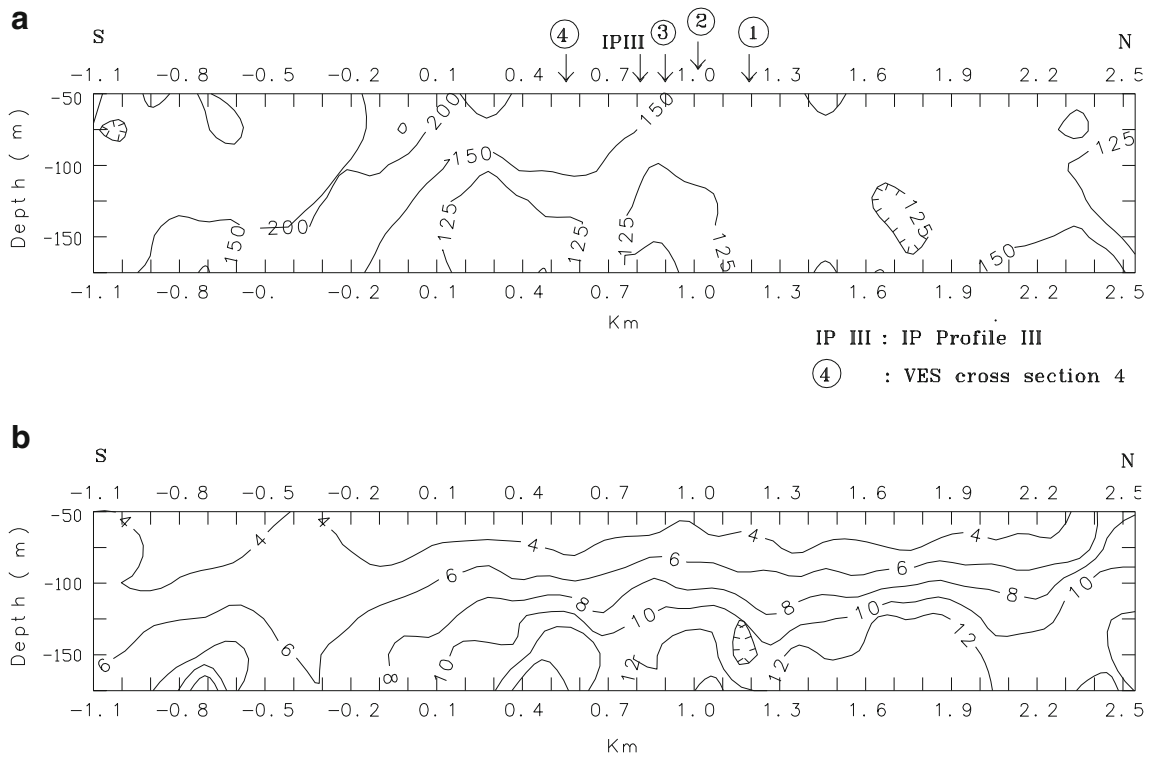 a
④ ② 
S IPIII ③ ① N
-1.1 -0.8 -0.5 -0.2 0.1 0.4 0.7 1.0 1.3 1.6 1.9 2.2 2.5
-50
200 150
Depth ( m)
-100
150 125
125 125 125 125
-150
150 200 125 150
-1.1 -0.8 -0. 0.1 0.4 0.7 1.0 1.3 1.6 1.9 2.2 2.5
Km
IP III : IP Profile III
④ : VES cross section 4
b
S N
-1.1 -0.8 -0.5 -0.2 0.1 0.4 0.7 1.0 1.3 1.6 1.9 2.2 2.5
-50
4 4 4 4 4 4
Depth ( m)
6 6 6
-100
8 8 8 10
10 10
6 12
-150
6 8 10 12 12
-1.1 -0.8 -0.5 -0.2 0.1 0.4 0.7 1.0 1.3 1.6 1.9 2.2 2.5
Km